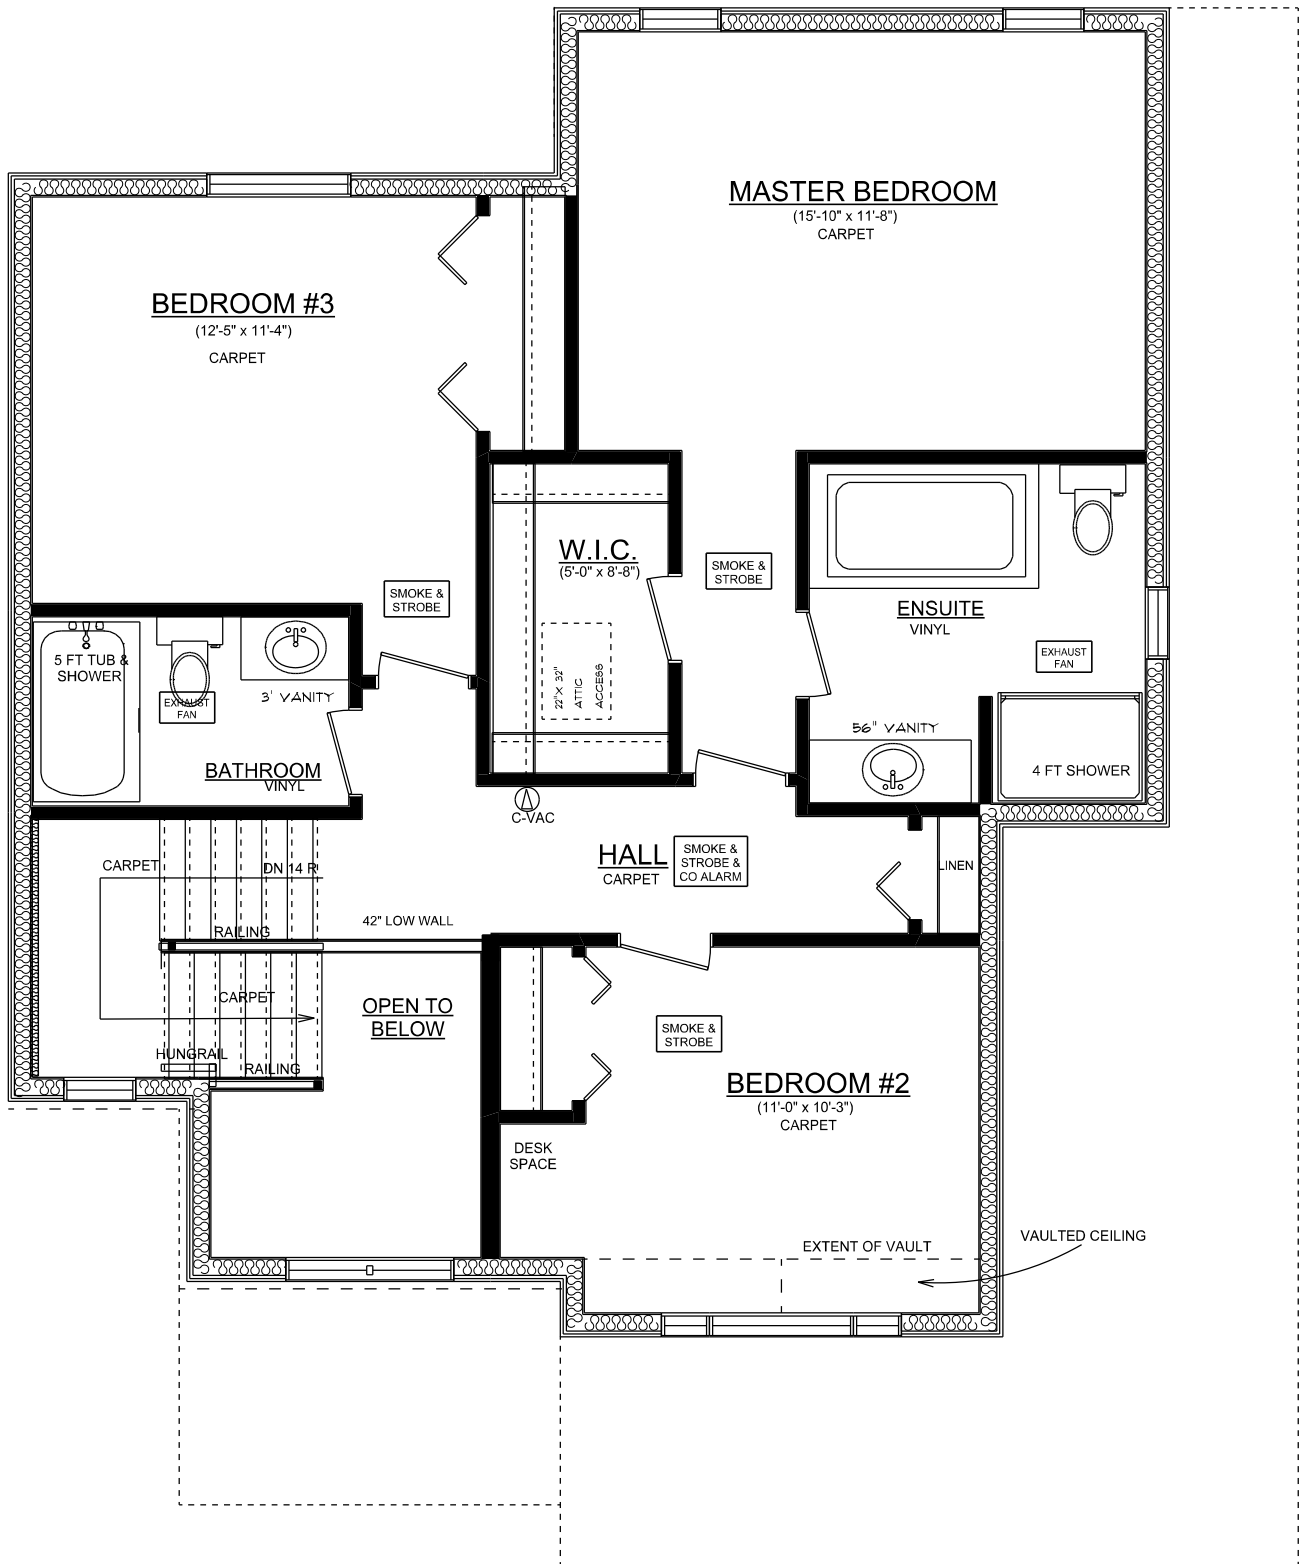 MASTER BEDROOM
(15'-10" x 11'-8")
CARPET
BEDROOM #3
(12'-5" x 11'-4")
CARPET
W.I.C.
(5'-0" x 8'-8")
SMOKE &
STROBE
SMOKE &
STROBE
ENSUITE
VINYL
EXHAUST
FAN
5 FT TUB &
SHOWER
EXHAUST
FAN
3' VANITY
22"x 32"
ATTIC
ACCESS
56" VANITY
4 FT SHOWER
BATHROOM
VINYL
C-VAC
HALL
CARPET
SMOKE &
STROBE &
CO ALARM
LINEN
CARPET
DN 14 R
42" LOW WALL
RAILING
CARPET
OPEN TO
BELOW
HUNGRAIL
RAILING
SMOKE &
STROBE
BEDROOM #2
(11'-0" x 10'-3")
CARPET
DESK
SPACE
EXTENT OF VAULT
VAULTED CEILING